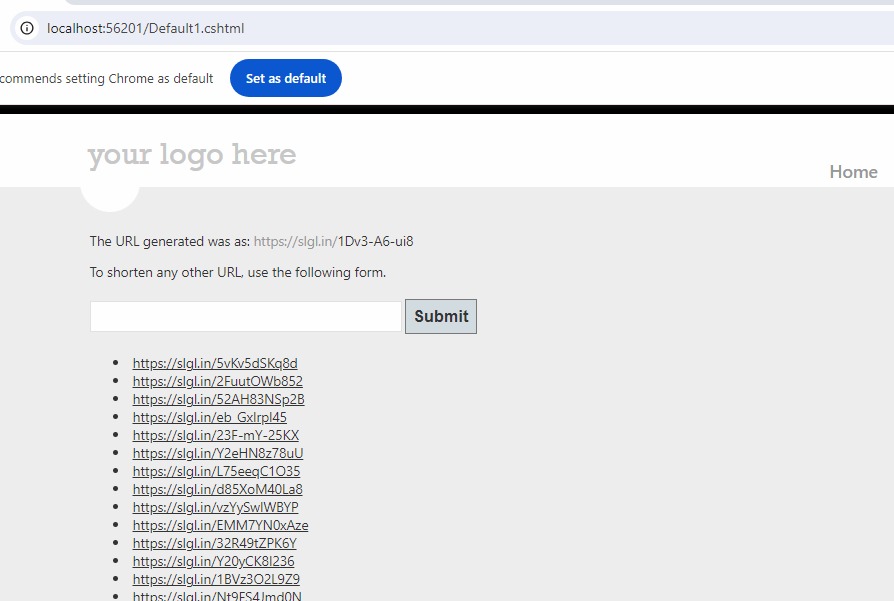 localhost:56201/Default1.cshtml
commends setting Chrome as default Set as default
your logo here
Home
The URL generated was as: https://slgl.in/1Dv3-A6-ui8
To shorten any other URL, use the following form.
Submit
https://slgl.in/5vKv5dSKq8d
https://slgl.in/2FuutOWb852
https://slgl.in/52AH83NSp2B
https://slgl.in/eb_GxIrpI45
https://slgl.in/23F-mY-25KX
https://slgl.in/Y2eHN8z78uU
https://slgl.in/L75eeqC1O35
https://slgl.in/d85XoM40La8
https://slgl.in/vzYySwIWBYP
https://slgl.in/EMM7YN0xAze
https://slgl.in/32R49tZPK6Y
https://slgl.in/Y20yCK8I236
https://slgl.in/1BVz3O2L9Z9
https://slgl.in/Nt9FS4Jmd0N